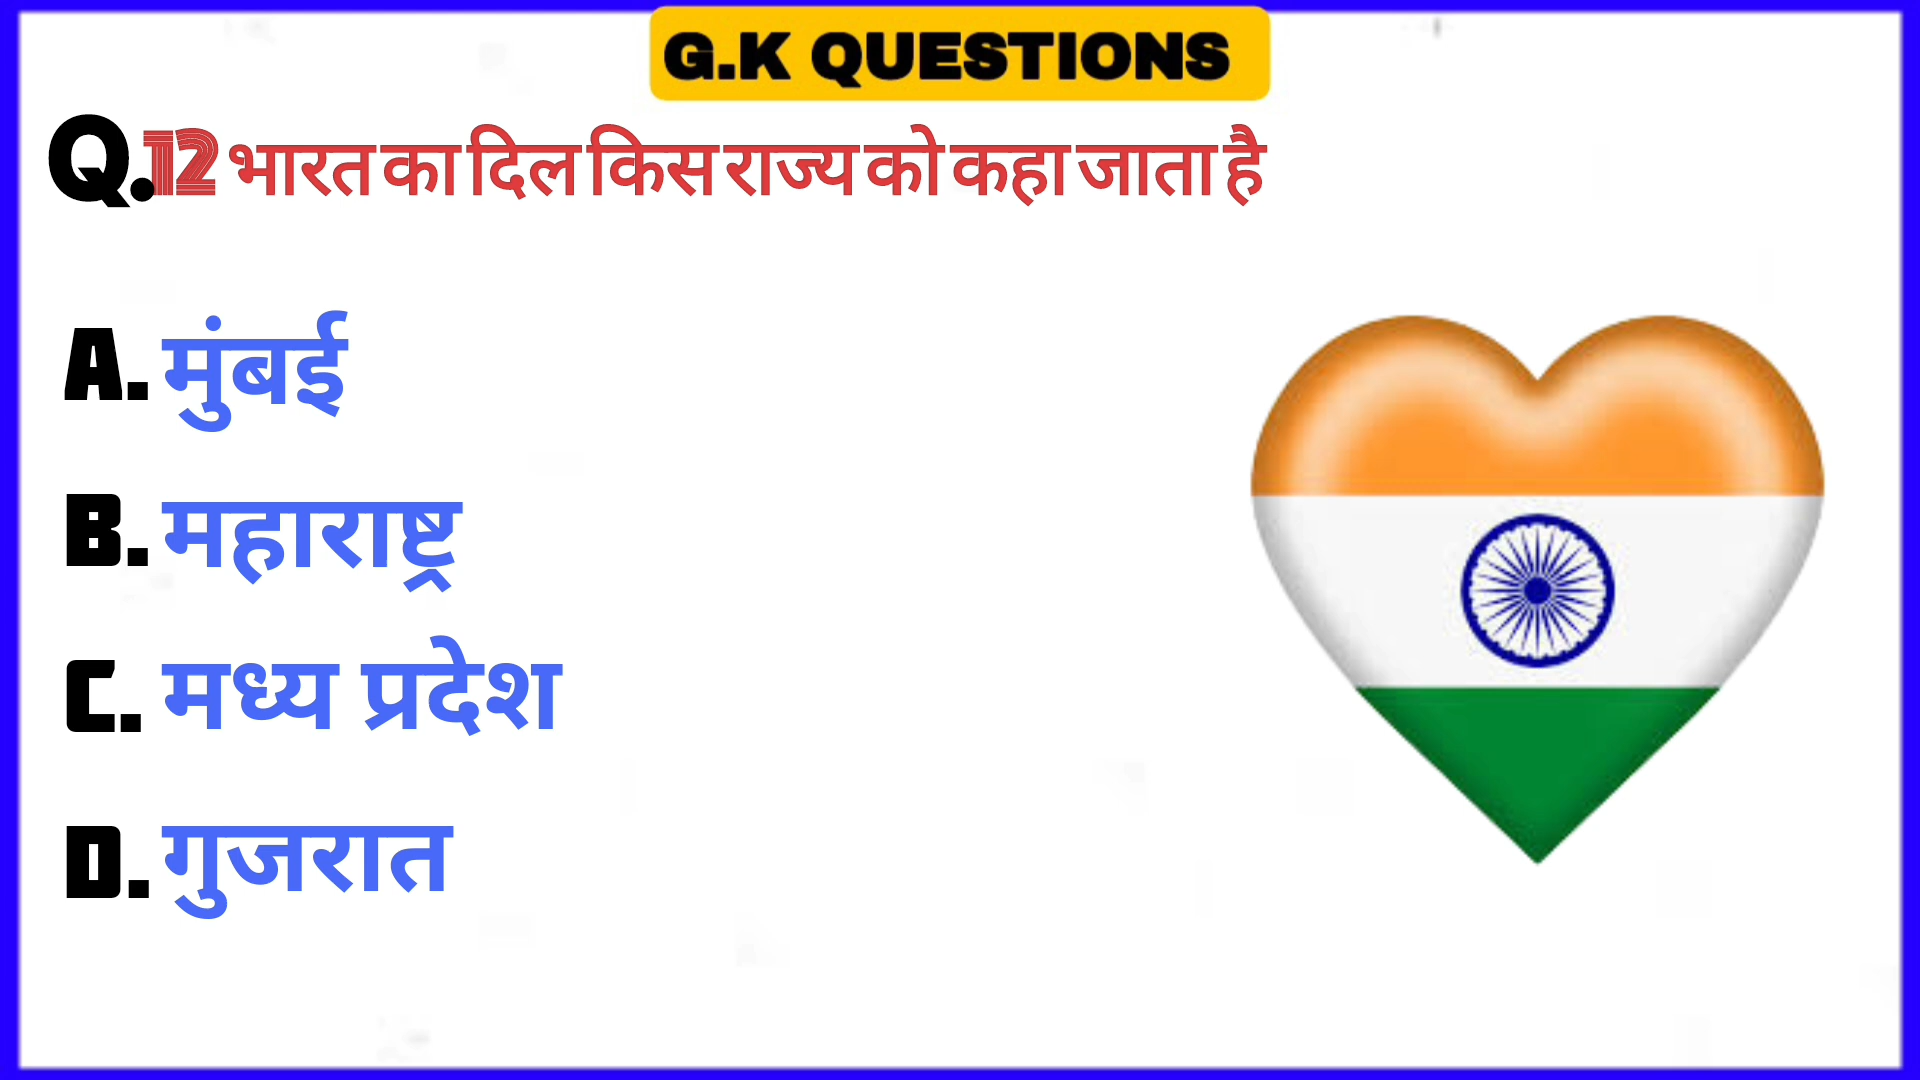 G.K QUESTIONS
Q.12 भारत का दिल किस राज्य को कहा जाता है
A. मुंबई
B. महाराष्ट्र
C. मध्य प्रदेश
D. गुजरात